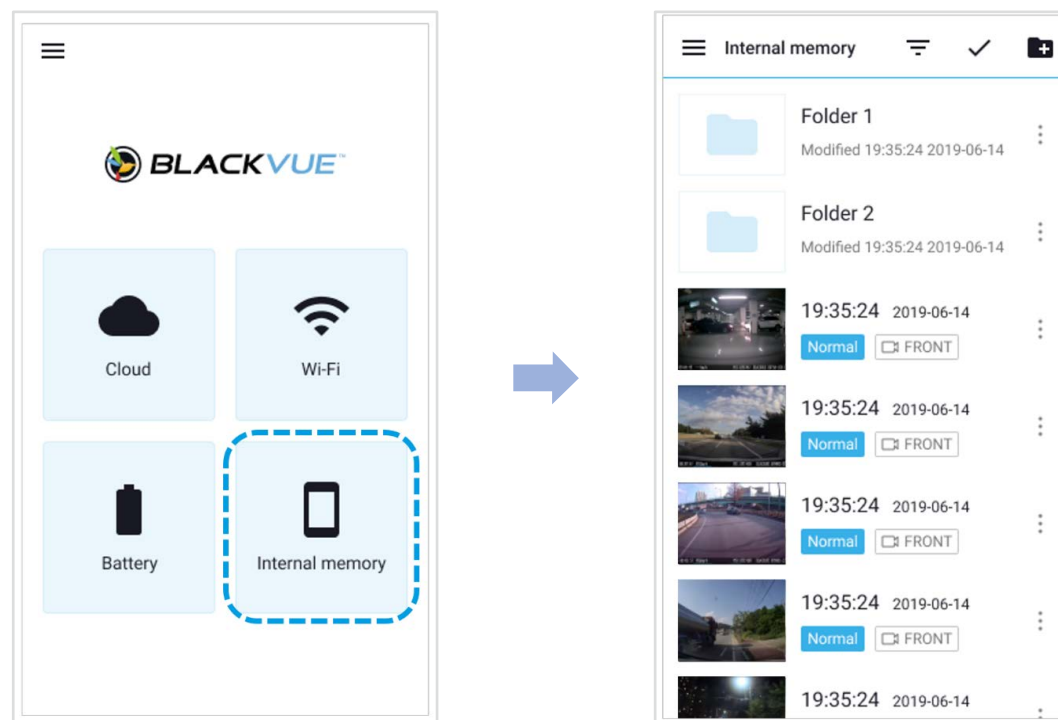 BLACKVUE™
Cloud
Wi-Fi
Battery
Internal memory
Internal memory
Folder 1
Modified 19:35:24 2019-06-14
Folder 2
Modified 19:35:24 2019-06-14
19:35:24 2019-06-14
Normal FRONT
19:35:24 2019-06-14
Normal FRONT
19:35:24 2019-06-14
Normal FRONT
19:35:24 2019-06-14
Normal FRONT
19:35:24 2019-06-14